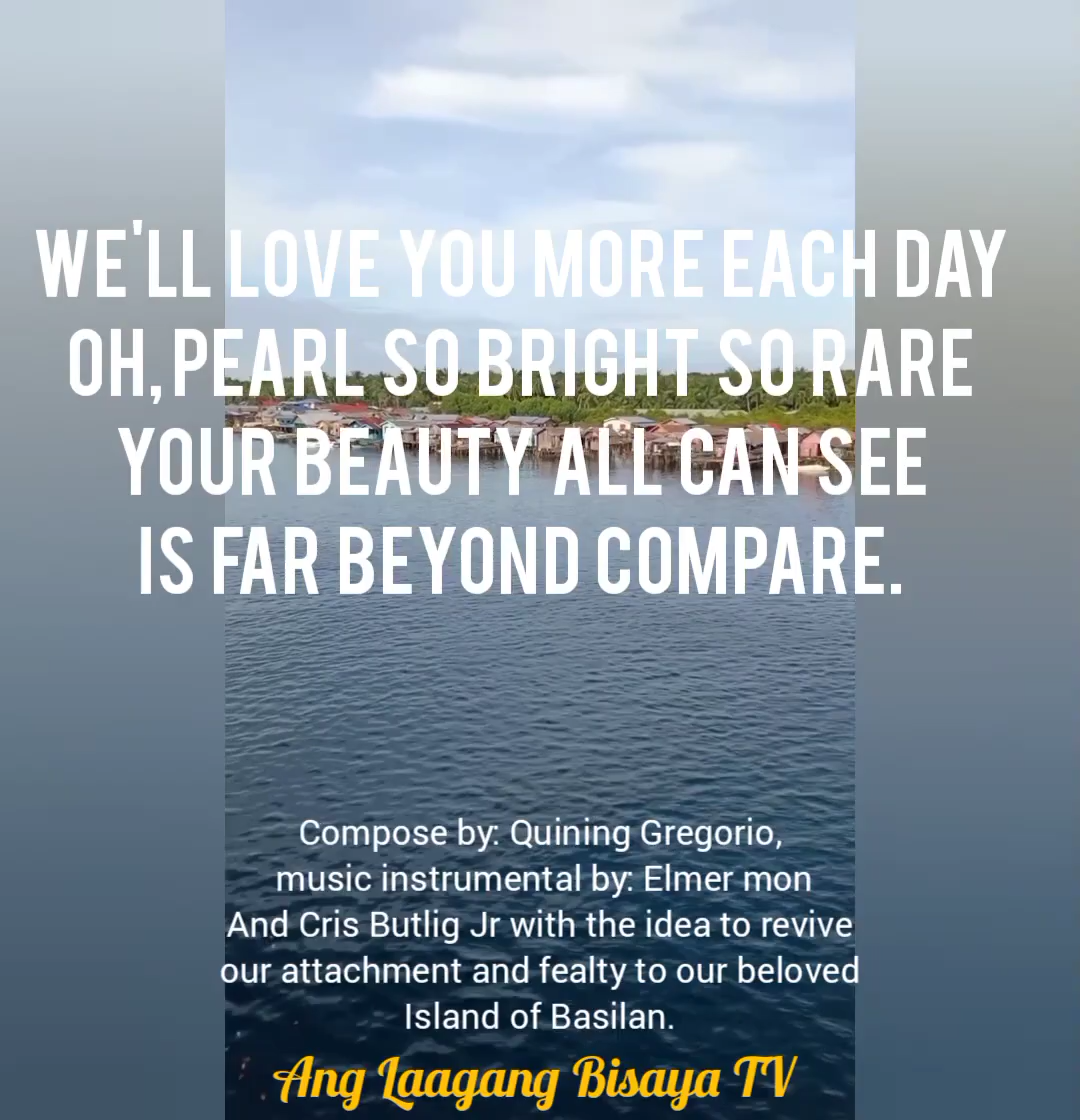 WE'LL LOVE YOU MORE EACH DAY
OH, PEARL SO BRIGHT SO RARE
YOUR BEAUTY ALL CAN SEE
IS FAR BEYOND COMPARE.
Compose by: Quining Gregorio,
music instrumental by: Elmer mon
And Cris Butlig Jr with the idea to revive
our attachment and fealty to our beloved
Island of Basilan.
Ang Laagang Bisaya TV